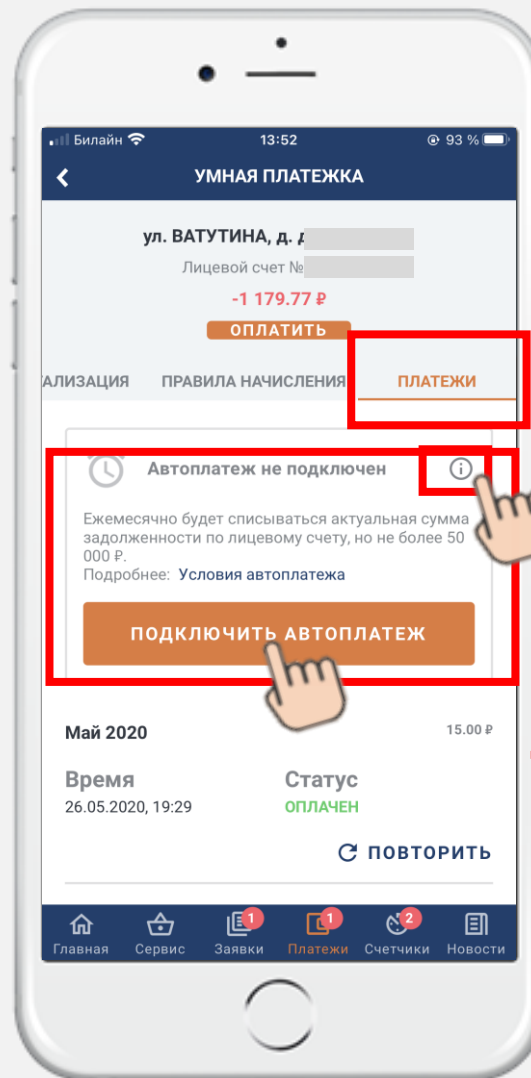 Билайн 13:52 93 %
УМНАЯ ПЛАТЕЖКА
ул. ВАТУТИНА, д.
Лицевой счет №
-1 179.77 ₽
ОПЛАТИТЬ
АЛИЗАЦИЯ ПРАВИЛА НАЧИСЛЕНИЯ ПЛАТЕЖИ
Автоплатеж не подключен
Ежемесячно будет списываться актуальная сумма
задолженности по лицевому счету, но не более 50
000 ₽.
Подробнее: Условия автоплатежа
ПОДКЛЮЧИТЬ АВТОПЛАТЕЖ
Май 2020 15.00 ₽
Время Статус
26.05.2020, 19:29 ОПЛАЧЕН
ПОВТОРИТЬ
1 1 2
Главная Сервис Заявки Платежи Счетчики Новости